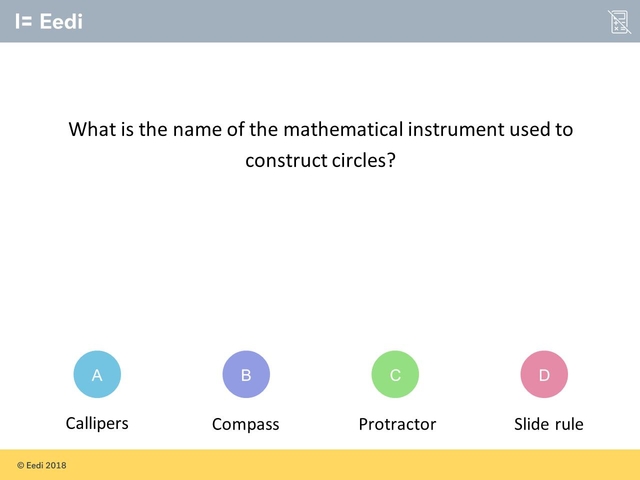 I= Eedi
What is the name of the mathematical instrument used to
construct circles?
A
B
C
D
Callipers
Compass
Protractor
Slide rule
© Eedi 2018